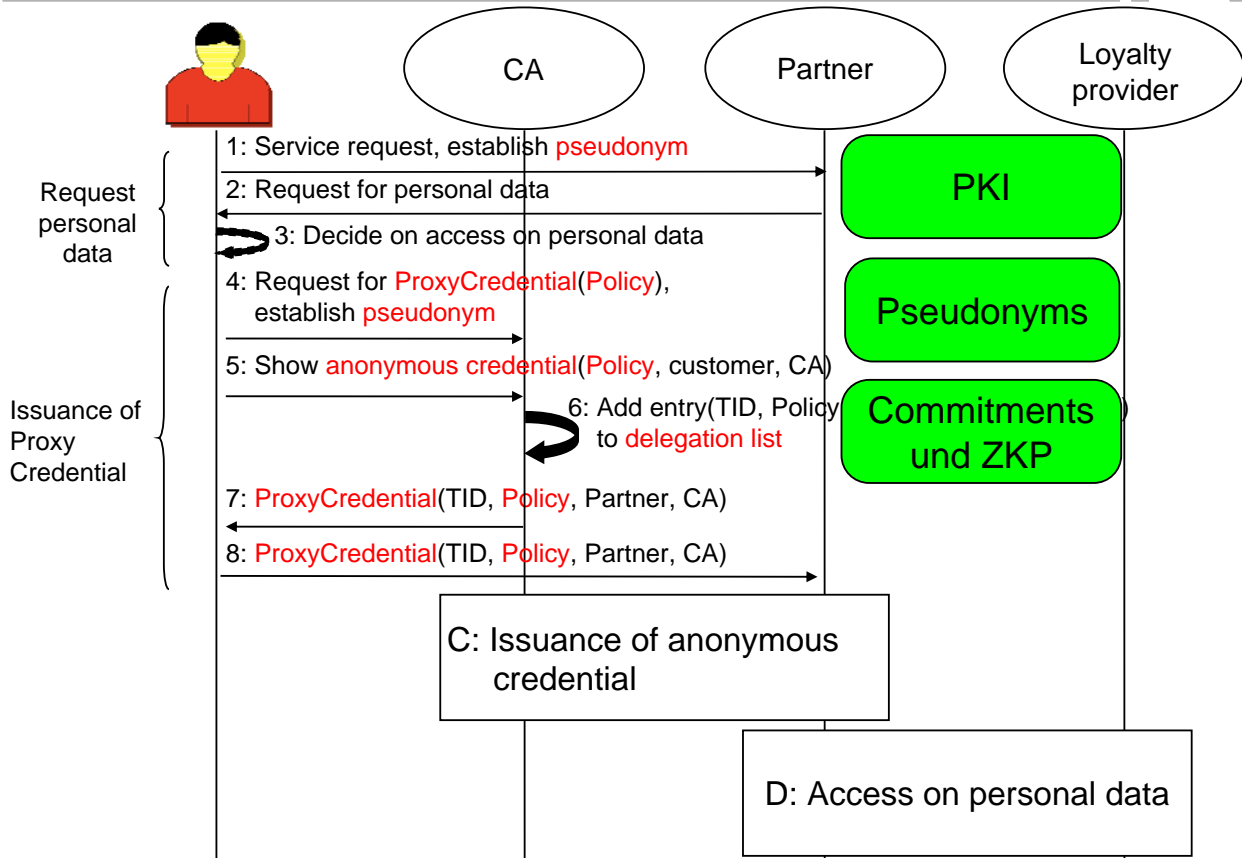 CA
Partner
Loyalty
provider
1: Service request, establish pseudonym
PKI
Request
personal
data
2: Request for personal data
3: Decide on access on personal data
4: Request for ProxyCredential(Policy),
establish pseudonym
Pseudonyms
5: Show anonymous credential(Policy, customer, CA)
Issuance of
Proxy
Credential
6: Add entry(TID, Policy )
to delegation list
Commitments
und ZKP
7: ProxyCredential(TID, Policy, Partner, CA)
8: ProxyCredential(TID, Policy, Partner, CA)
C: Issuance of anonymous
credential
D: Access on personal data